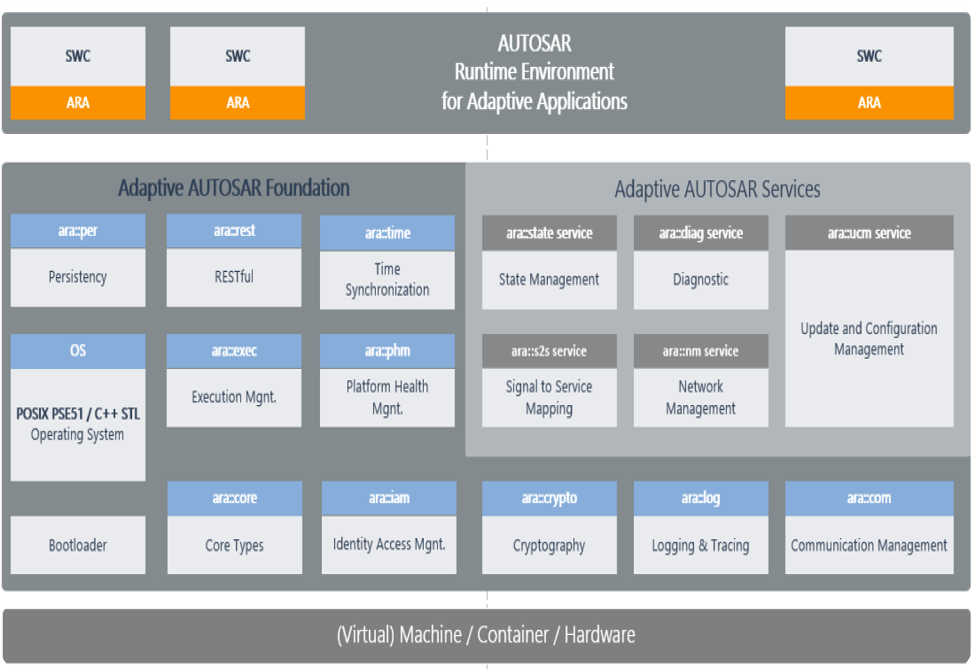 SWC
ARA
SWC
ARA
AUTOSAR
Runtime Environment
for Adaptive Applications
SWC
ARA
Adaptive AUTOSAR Foundation
ara::per
Persistency
ara::rest
RESTful
ara::time
Time
Synchronization
OS
POSIX PSE51 / C++ STL
Operating System
ara::exec
Execution Mgnt.
ara::phm
Platform Health
Mgnt.
Adaptive AUTOSAR Services
ara::state service
State Management
ara::diag service
Diagnostic
ara::ucm service
Update and Configuration
Management
ara::s2s service
Signal to Service
Mapping
ara::nm service
Network
Management
Bootloader
ara::core
Core Types
ara::iam
Identity Access Mgnt.
ara::crypto
Cryptography
ara::log
Logging & Tracing
ara::com
Communication Management
(Virtual) Machine / Container / Hardware